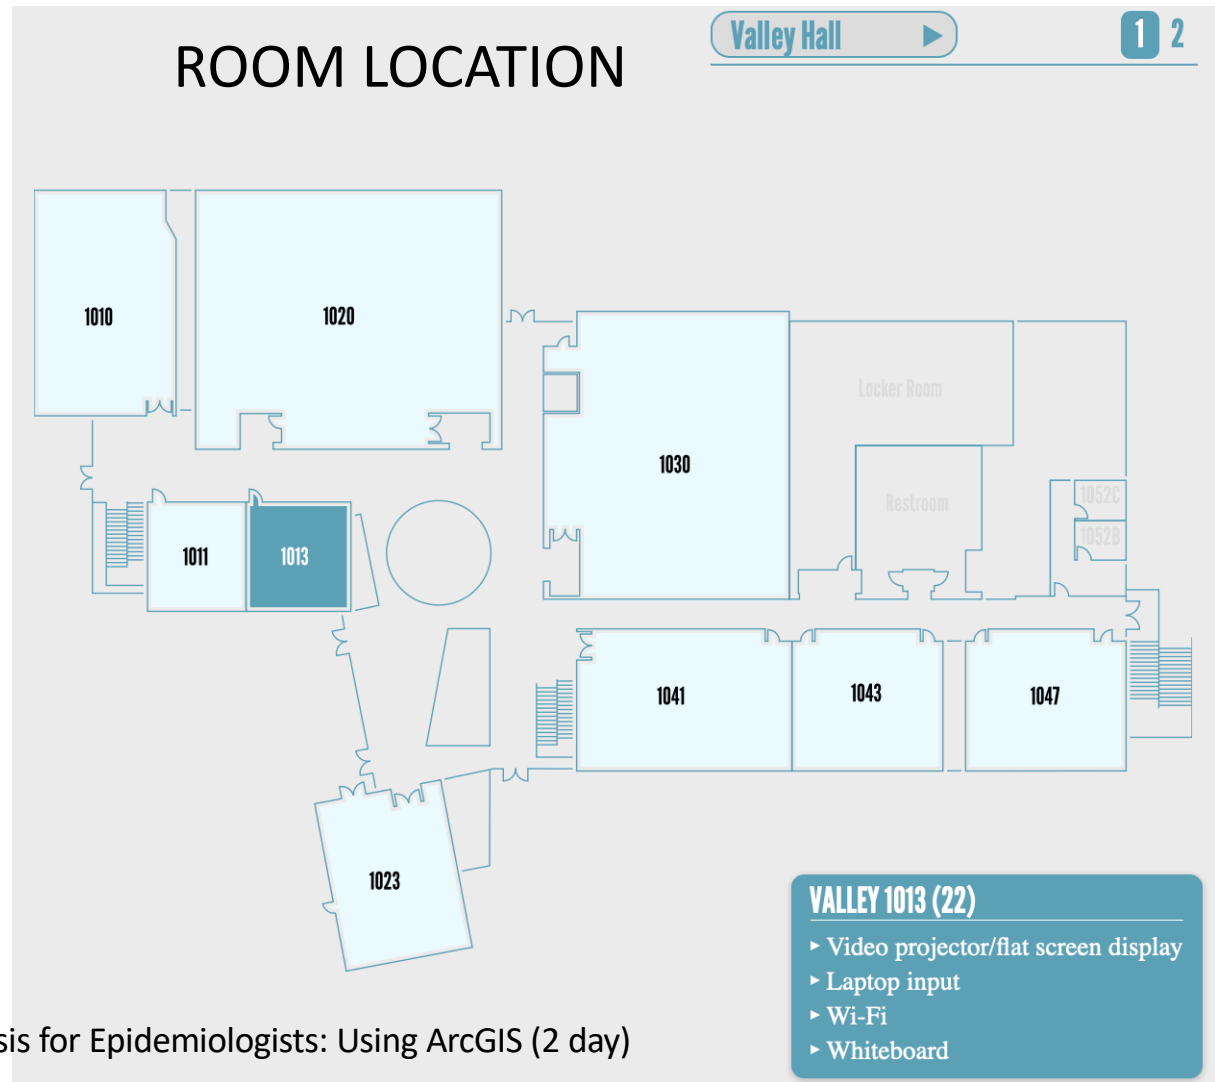 ROOM LOCATION
Valley Hall
1 2
1010
1020
1030
Locker Room
Restroom
1052C
1052B
1011
1013
1041
1043
1047
1023
VALLEY 1013 (22)
▸ Video projector/flat screen display
▸ Laptop input
▸ Wi-Fi
▸ Whiteboard
sis for Epidemiologists: Using ArcGIS (2 day)